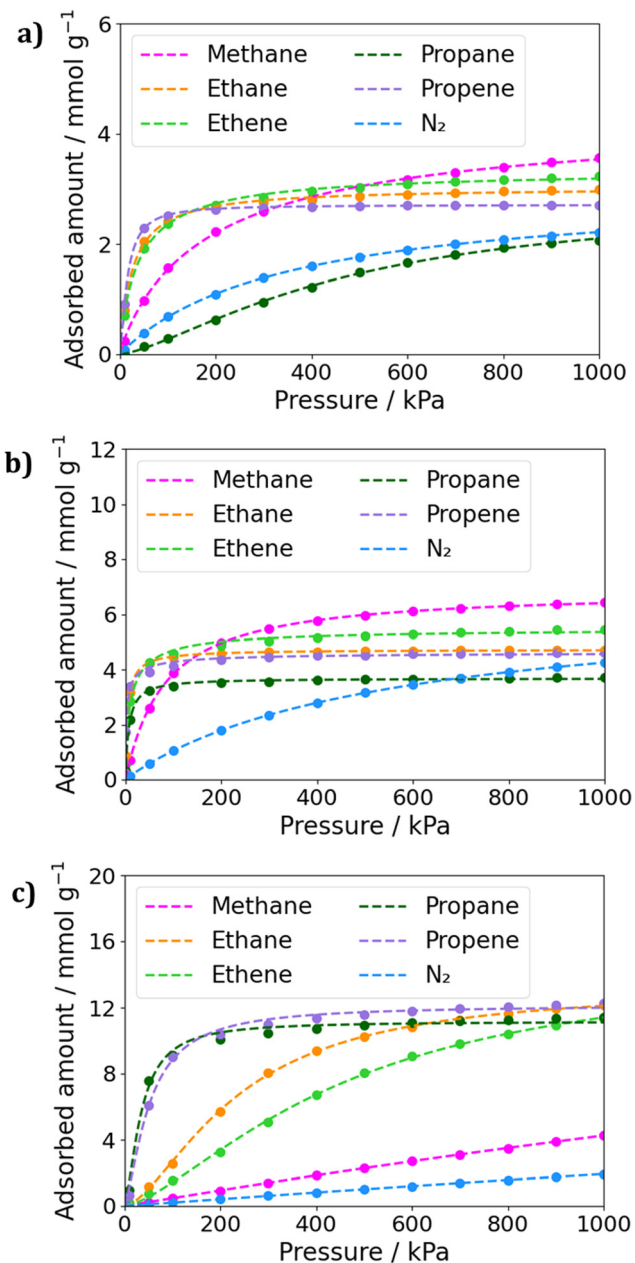 a)
Adsorbed amount / mmol g⁻¹
6
4
2
0
Methane
Ethane
Ethene
Propane
Propene
N₂
0 200 400 600 800 1000
Pressure / kPa
b)
Adsorbed amount / mmol g⁻¹
12
10
8
6
4
2
0
Methane
Ethane
Ethene
Propane
Propene
N₂
0 200 400 600 800 1000
Pressure / kPa
c)
Adsorbed amount / mmol g⁻¹
20
16
12
8
4
0
Methane
Ethane
Ethene
Propane
Propene
N₂
0 200 400 600 800 1000
Pressure / kPa